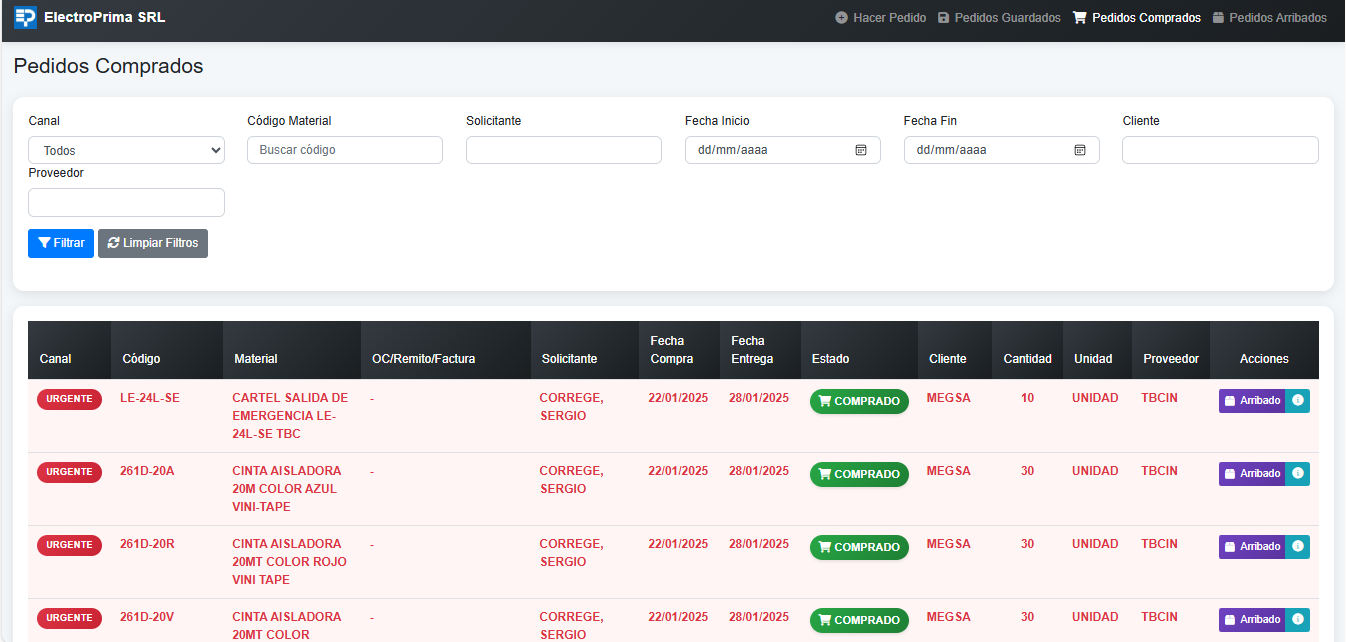 EP ElectroPrima SRL Hacer Pedido Pedidos Guardados Pedidos Comprados Pedidos Arribados
Pedidos Comprados
Canal Código Material Solicitante Fecha Inicio Fecha Fin Cliente
Todos Buscar código dd/mm/aaaa dd/mm/aaaa
Proveedor
Filtrar Limpiar Filtros
Canal Código Material OC/Remito/Factura Solicitante Fecha Compra Fecha Entrega Estado Cliente Cantidad Unidad Proveedor Acciones
URGENTE LE-24L-SE CARTEL SALIDA DE - CORREGE, 22/01/2025 28/01/2025 COMPRADO MEGSA 10 UNIDAD TBCIN Arribado
EMERGENCIA LE- SERGIO
24L-SE TBC
URGENTE 261D-20A CINTA AISLADORA - CORREGE, 22/01/2025 28/01/2025 COMPRADO MEGSA 30 UNIDAD TBCIN Arribado
20M COLOR AZUL SERGIO
VINI-TAPE
URGENTE 261D-20R CINTA AISLADORA - CORREGE, 22/01/2025 28/01/2025 COMPRADO MEGSA 30 UNIDAD TBCIN Arribado
20MT COLOR ROJO SERGIO
VINI TAPE
URGENTE 261D-20V CINTA AISLADORA - CORREGE, 22/01/2025 28/01/2025 COMPRADO MEGSA 30 UNIDAD TBCIN Arribado
20MT COLOR SERGIO